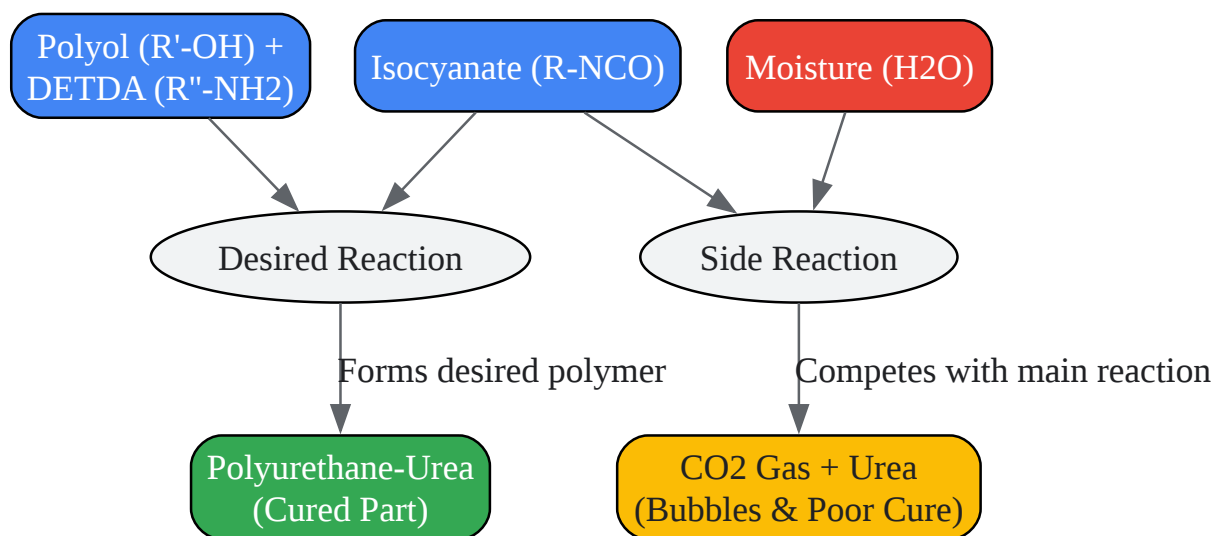 Polyol (R'-OH) +
DETDA (R"-NH2)
Isocyanate (R-NCO)
Moisture (H2O)
Desired Reaction
Side Reaction
Forms desired polymer
Competes with main reaction
Polyurethane-Urea
(Cured Part)
CO2 Gas + Urea
(Bubbles & Poor Cure)